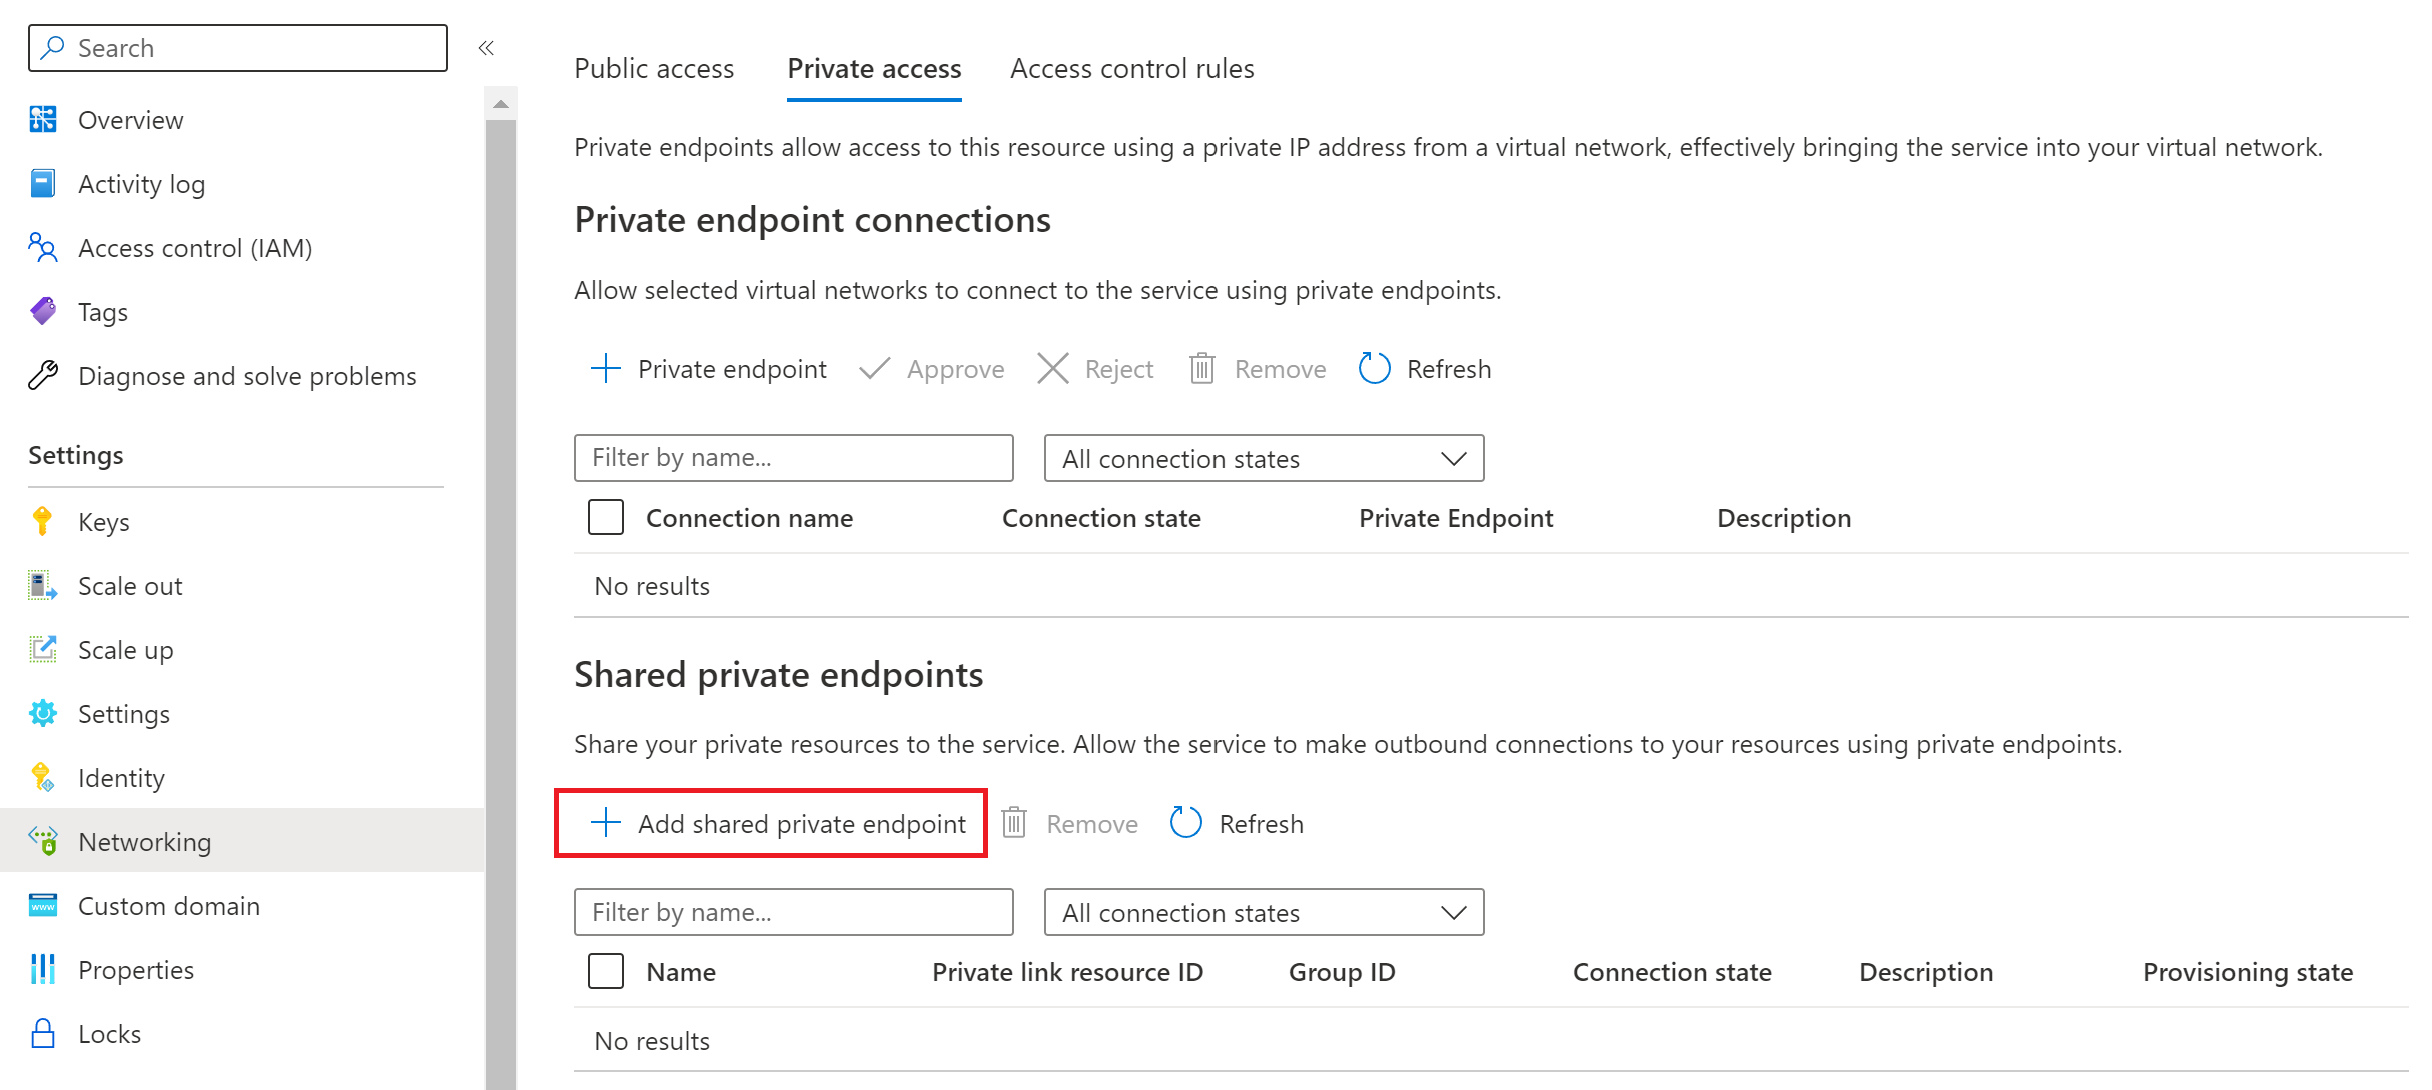 Search
Overview
Activity log
Access control (IAM)
Tags
Diagnose and solve problems
Settings
Keys
Scale out
Scale up
Settings
Identity
Networking
www
Custom domain
Properties
Locks
Public access
Private access
Access control rules
Private endpoints allow access to this resource using a private IP address from a virtual network, effectively bringing the service into your virtual network.
Private endpoint connections
Allow selected virtual networks to connect to the service using private endpoints.
Private endpoint Approve Reject Remove Refresh
Filter by name... All connection states
Connection name Connection state Private Endpoint Description
No results
Shared private endpoints
Share your private resources to the service. Allow the service to make outbound connections to your resources using private endpoints.
Add shared private endpoint Remove Refresh
Filter by name... All connection states
Name Private link resource ID Group ID Connection state Description Provisioning state
No results